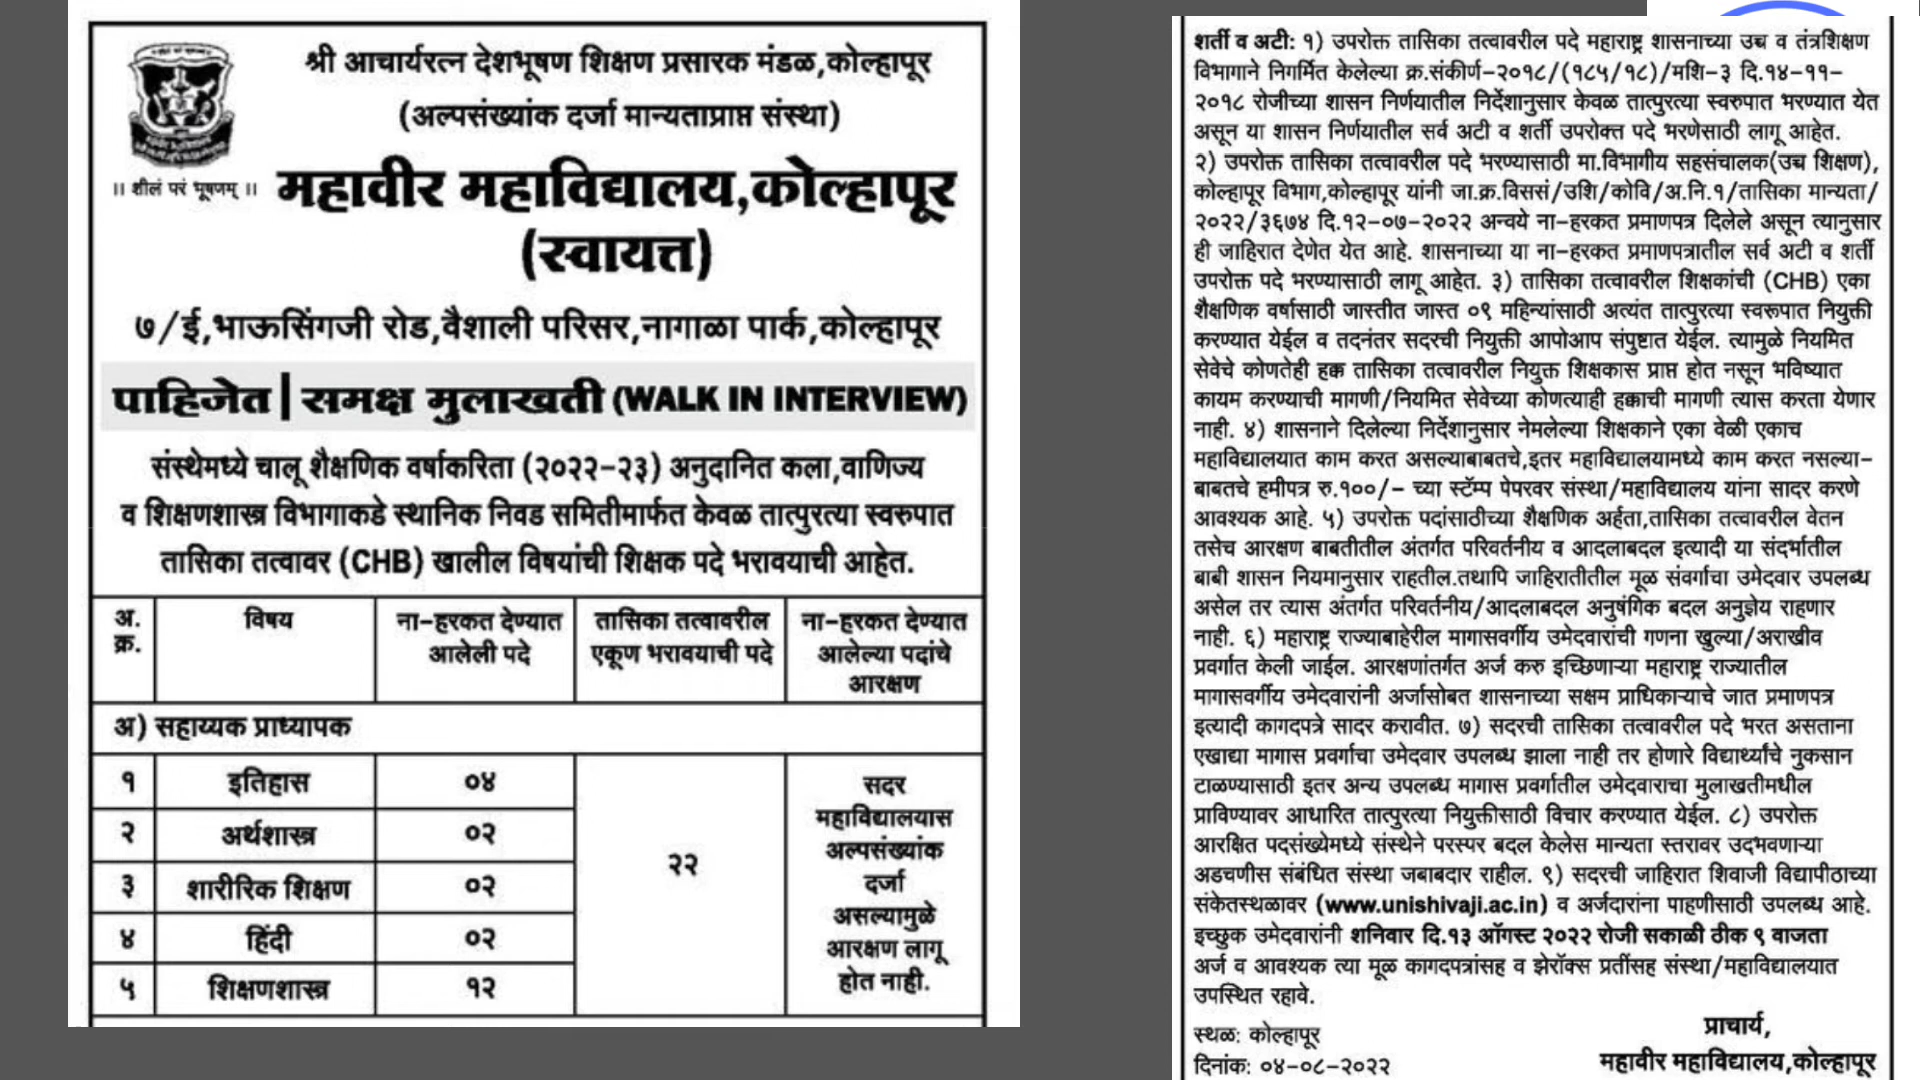 श्री आचार्यरत्न देशभूषण शिक्षण प्रसारक मंडळ,कोल्हापूर
(अल्पसंख्यांक दर्जा मान्यताप्राप्त संस्था)
॥ शीलं परं भूषणम् ॥
महावीर महाविद्यालय,कोल्हापूर
(स्वायत्त)
७/ई,भाऊसिंगजी रोड,वैशाली परिसर,नागाळा पार्क,कोल्हापूर
पाहिजेत | समक्ष मुलाखती (WALK IN INTERVIEW)
संस्थेमध्ये चालू शैक्षणिक वर्षाकरिता (२०२२-२३) अनुदानित कला,वाणिज्य
व शिक्षणशास्त्र विभागाकडे स्थानिक निवड समितीमार्फत केवळ तात्पुरत्या स्वरुपात
तासिका तत्वावर (CHB) खालील विषयांची शिक्षक पदे भरावयाची आहेत.
अ. क्र. विषय ना-हरकत देण्यात आलेली पदे तासिका तत्वावरील एकूण भरावयाची पदे ना-हरकत देण्यात आलेल्या पदांचे आरक्षण
अ) सहाय्यक प्राध्यापक
१ इतिहास ०४
२ अर्थशास्त्र ०२
३ शारीरिक शिक्षण ०२
४ हिंदी ०२
५ शिक्षणशास्त्र १२
२२
सदर
महाविद्यालयास
अल्पसंख्यांक
दर्जा
असल्यामुळे
आरक्षण लागू
होत नाही.
शर्ती व अटी: १) उपरोक्त तासिका तत्वावरील पदे महाराष्ट्र शासनाच्या उच्च व तंत्रशिक्षण
विभागाने निर्गमित केलेल्या क्र.संकीर्ण-२०१८/(१८५/१८)/मशि-३ दि.१४-११-
२०१८ रोजीच्या शासन निर्णयातील निर्देशानुसार केवळ तात्पुरत्या स्वरुपात भरण्यात येत
असून या शासन निर्णयातील सर्व अटी व शर्ती उपरोक्त पदे भरणेसाठी लागू आहेत.
२) उपरोक्त तासिका तत्वावरील पदे भरण्यासाठी मा.विभागीय सहसंचालक(उच्च शिक्षण),
कोल्हापूर विभाग,कोल्हापूर यांनी जा.क्र.विससं/उशि/कोवि/अ.नि.१/तासिका मान्यता/
२०२२/३६७४ दि.१२-०७-२०२२ अन्वये ना-हरकत प्रमाणपत्र दिलेले असून त्यानुसार
ही जाहिरात देणेत येत आहे. शासनाच्या या ना-हरकत प्रमाणपत्रातील सर्व अटी व शर्ती
उपरोक्त पदे भरण्यासाठी लागू आहेत. ३) तासिका तत्वावरील शिक्षकांची (CHB) एका
शैक्षणिक वर्षासाठी जास्तीत जास्त ०९ महिन्यांसाठी अत्यंत तात्पुरत्या स्वरूपात नियुक्ती
करण्यात येईल व तदनंतर सदरची नियुक्ती आपोआप संपुष्टात येईल. त्यामुळे नियमित
सेवेचे कोणतेही हक्क तासिका तत्वावरील नियुक्त शिक्षकास प्राप्त होत नसून भविष्यात
कायम करण्याची मागणी/नियमित सेवेच्या कोणत्याही हक्काची मागणी त्यास करता येणार
नाही. ४) शासनाने दिलेल्या निर्देशानुसार नेमलेल्या शिक्षकाने एका वेळी एकाच
महाविद्यालयात काम करत असल्याबाबतचे,इतर महाविद्यालयामध्ये काम करत नसल्या-
बाबतचे हमीपत्र रु.१००/- च्या स्टॅम्प पेपरवर संस्था/महाविद्यालय यांना सादर करणे
आवश्यक आहे. ५) उपरोक्त पदांसाठीच्या शैक्षणिक अर्हता,तासिका तत्वावरील वेतन
तसेच आरक्षण बाबतीतील अंतर्गत परिवर्तनीय व आदलाबदल इत्यादी या संदर्भातील
बाबी शासन नियमानुसार राहतील.तथापि जाहिरातीतील मूळ संवर्गाचा उमेदवार उपलब्ध
असेल तर त्यास अंतर्गत परिवर्तनीय/आदलाबदल अनुषंगिक बदल अनुज्ञेय राहणार
नाही. ६) महाराष्ट्र राज्याबाहेरील मागासवर्गीय उमेदवारांची गणना खुल्या/अराखीव
प्रवर्गात केली जाईल. आरक्षणांतर्गत अर्ज करु इच्छिणाऱ्या महाराष्ट्र राज्यातील
मागासवर्गीय उमेदवारांनी अर्जासोबत शासनाच्या सक्षम प्राधिकाऱ्याचे जात प्रमाणपत्र
इत्यादी कागदपत्रे सादर करावीत. ७) सदरची तासिका तत्वावरील पदे भरत असताना
एखाद्या मागास प्रवर्गाचा उमेदवार उपलब्ध झाला नाही तर होणारे विद्यार्थ्यांचे नुकसान
टाळण्यासाठी इतर अन्य उपलब्ध मागास प्रवर्गातील उमेदवाराचा मुलाखतीमधील
प्राविण्यावर आधारित तात्पुरत्या नियुक्तीसाठी विचार करण्यात येईल. ८) उपरोक्त
आरक्षित पदसंख्येमध्ये संस्थेने परस्पर बदल केलेस मान्यता स्तरावर उदभवणाऱ्या
अडचणीस संबंधित संस्था जबाबदार राहील. ९) सदरची जाहिरात शिवाजी विद्यापीठाच्या
संकेतस्थळावर (www.unishivaji.ac.in) व अर्जदारांना पाहणीसाठी उपलब्ध आहे.
इच्छुक उमेदवारांनी शनिवार दि.१३ ऑगस्ट २०२२ रोजी सकाळी ठीक ९ वाजता
अर्ज व आवश्यक त्या मूळ कागदपत्रांसह व झेरॉक्स प्रतींसह संस्था/महाविद्यालयात
उपस्थित रहावे.
स्थळ: कोल्हापूर
दिनांक: ०४-०८-२०२२
प्राचार्य,
महावीर महाविद्यालय,कोल्हापूर